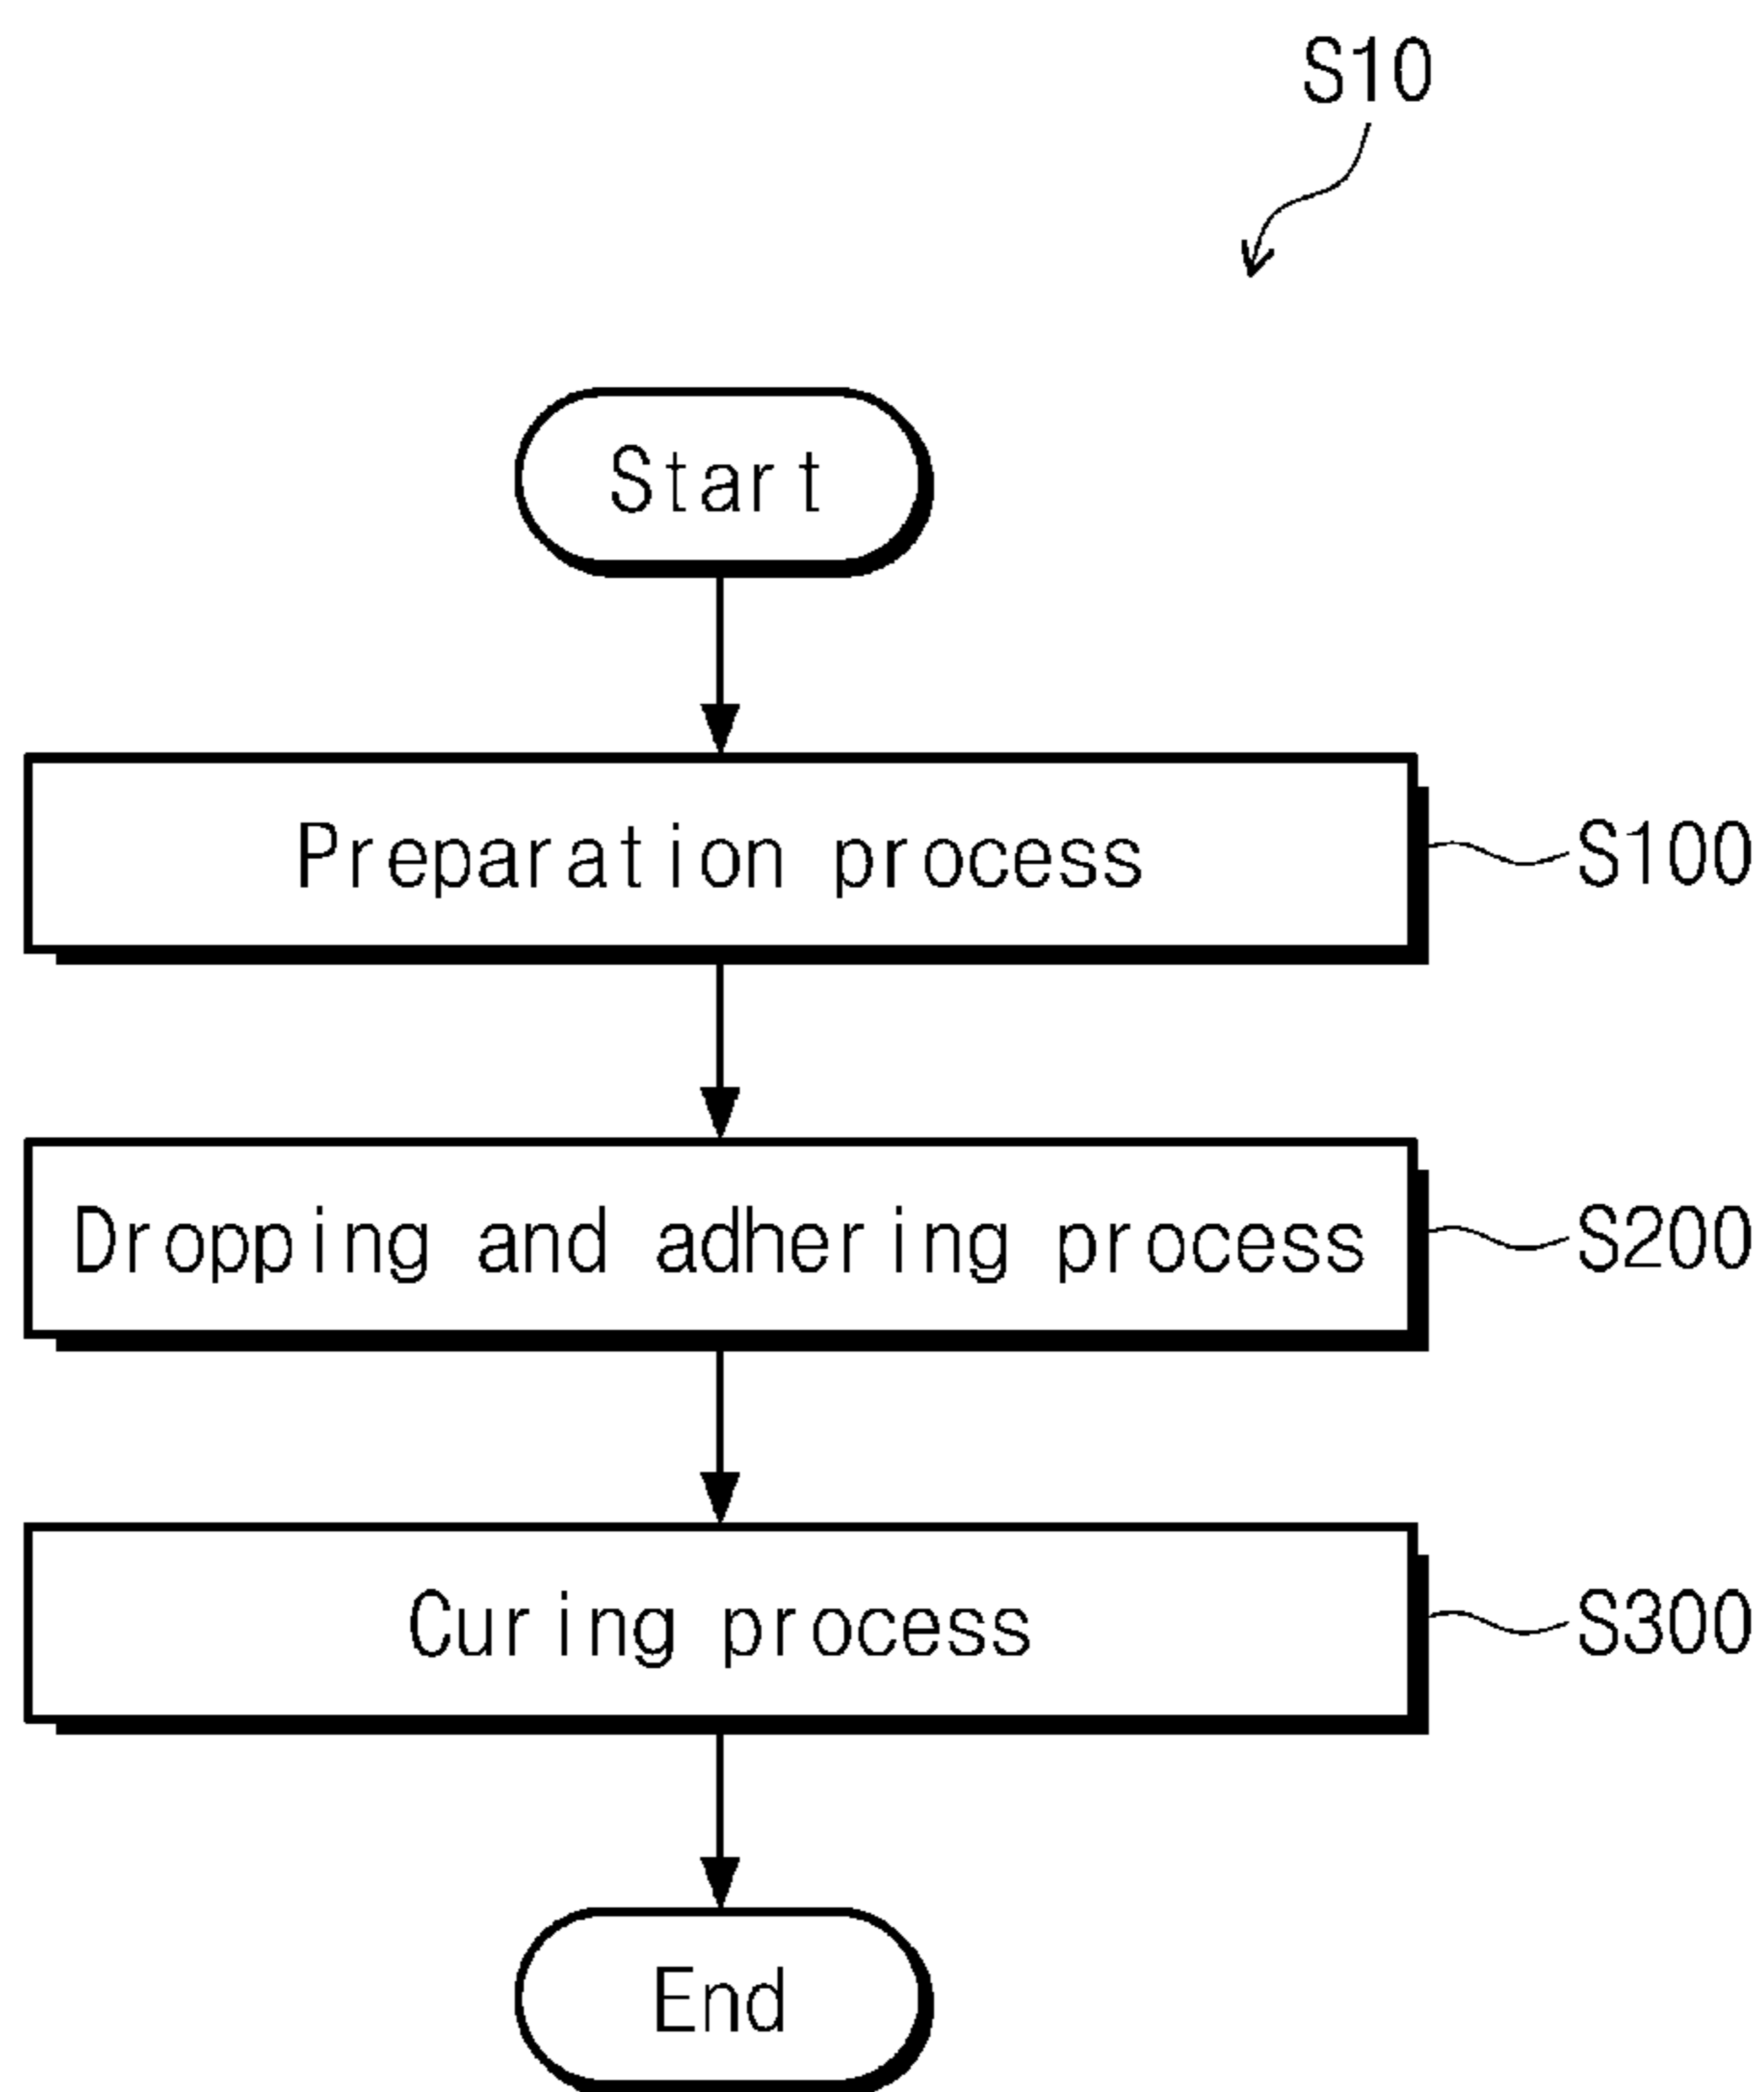 S10
Start
Preparation process
S100
Dropping and adhering process
S200
Curing process
S300
End